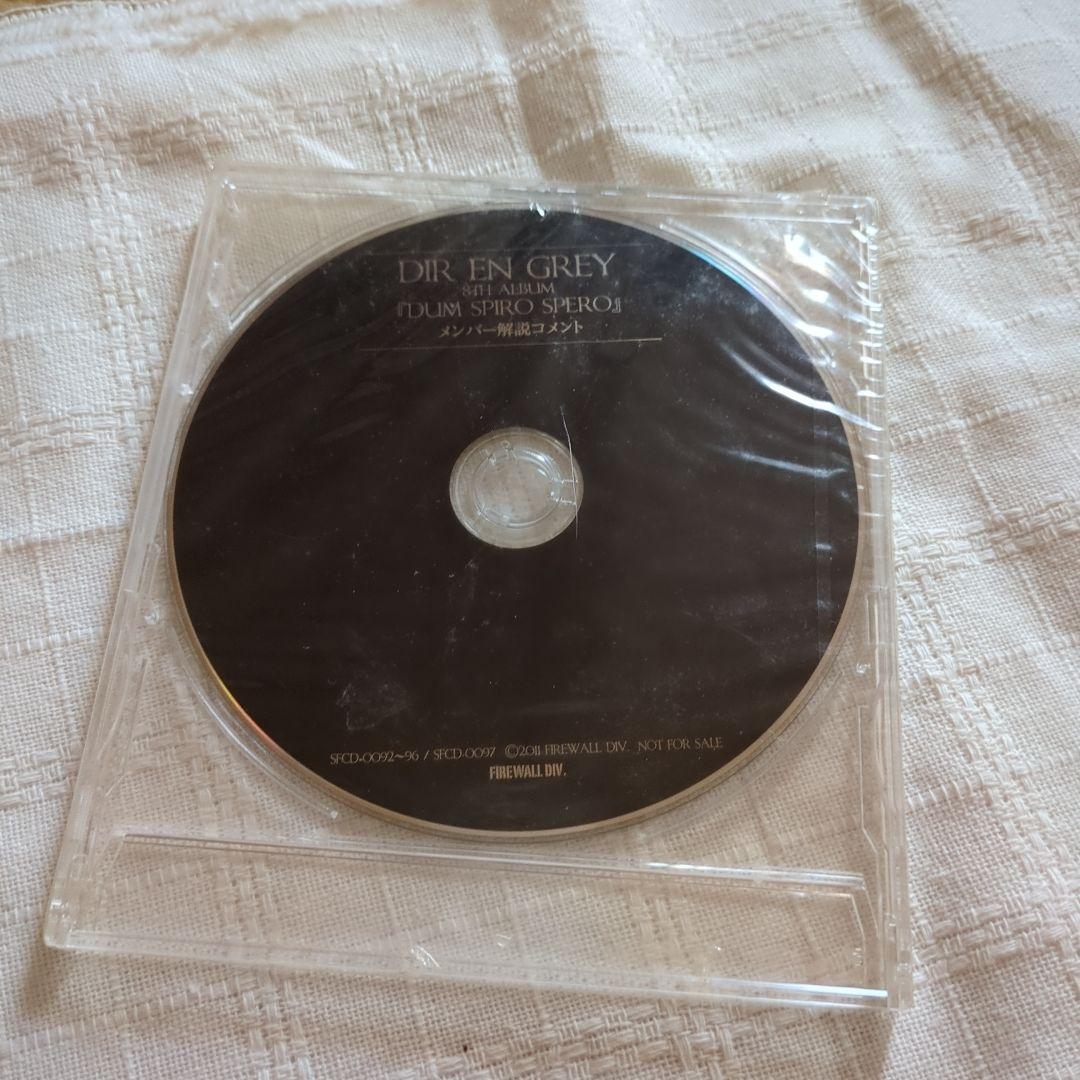 DIR EN GREY
8TH ALBUM
『DUM SPIRO SPERO』
メンバー解説コメント
SFCD-0092〜96 / SFCD-0097 ©2011 FIREWALL DIV. NOT FOR SALE
FIREWALL DIV.